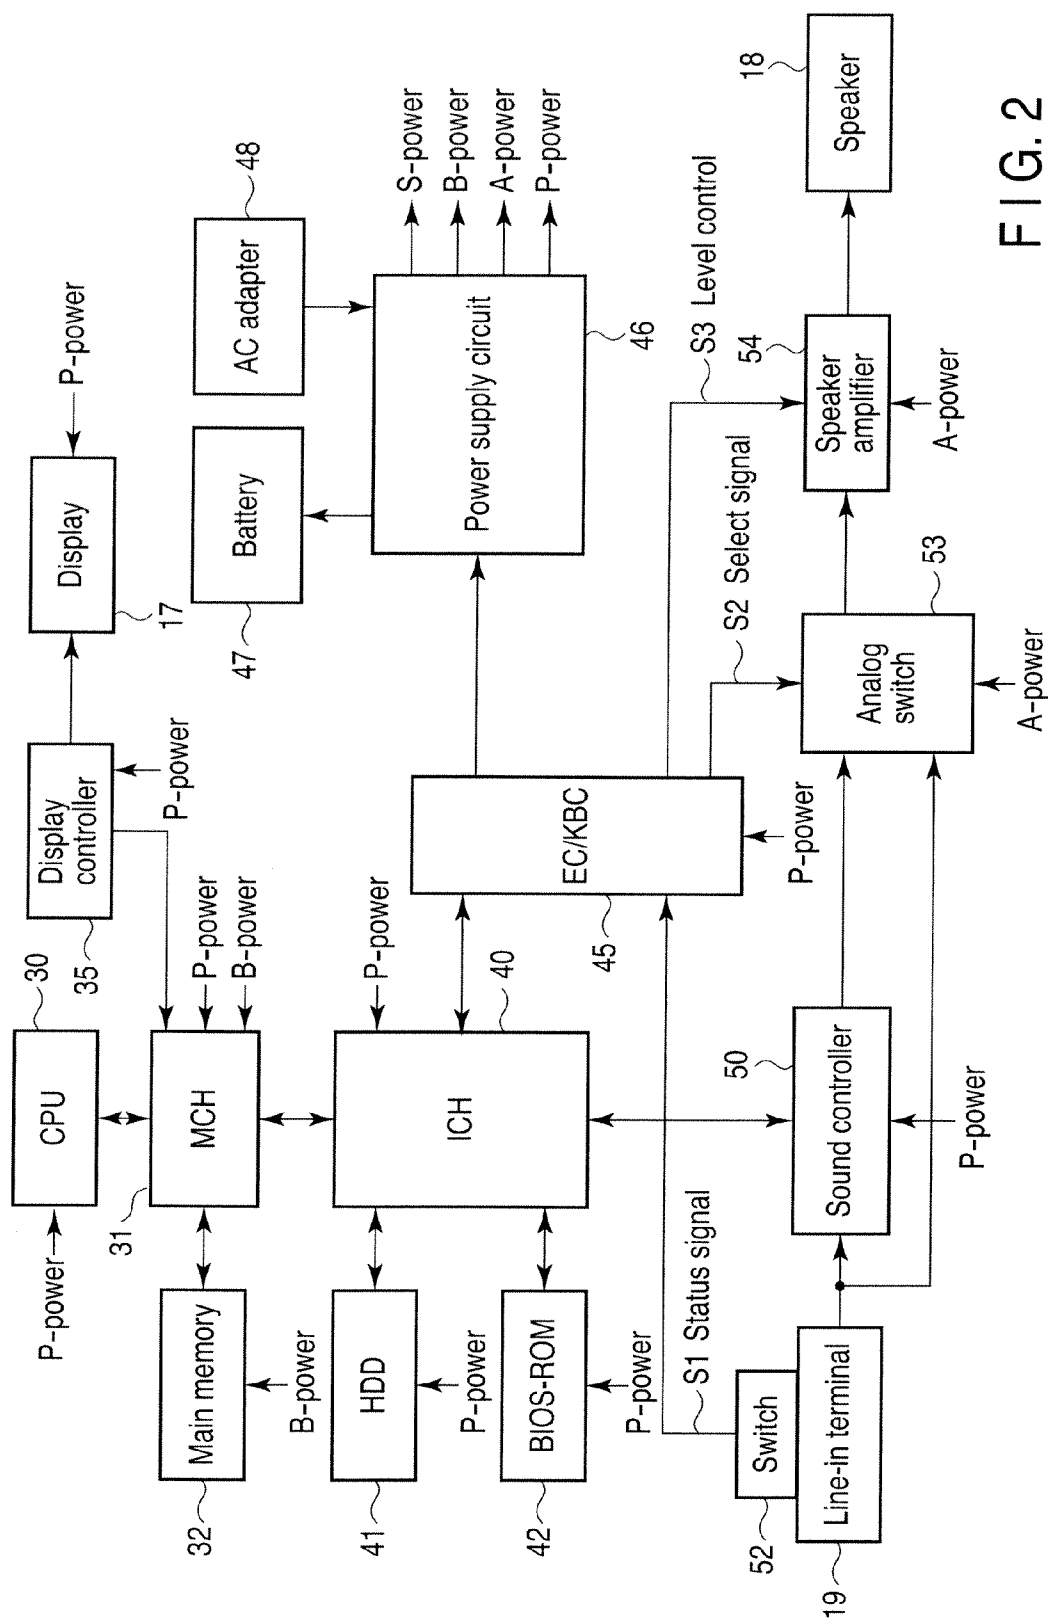 18
Speaker
48
AC adapter
S-power
B-power
A-power
P-power
P-power
Display
17
Battery
47
Power supply circuit
46
S3 Level control
54
Speaker
amplifier
A-power
Display
controller
35
P-power
S2 Select signal
53
Analog
switch
A-power
EC/KBC
45
P-power
30
CPU
P-power
MCH
31
P-power
B-power
ICH
40
P-power
50
Sound controller
P-power
S1 Status signal
Main memory
32
B-power
HDD
41
P-power
BIOS-ROM
42
P-power
Switch
52
Line-in terminal
19
FIG. 2